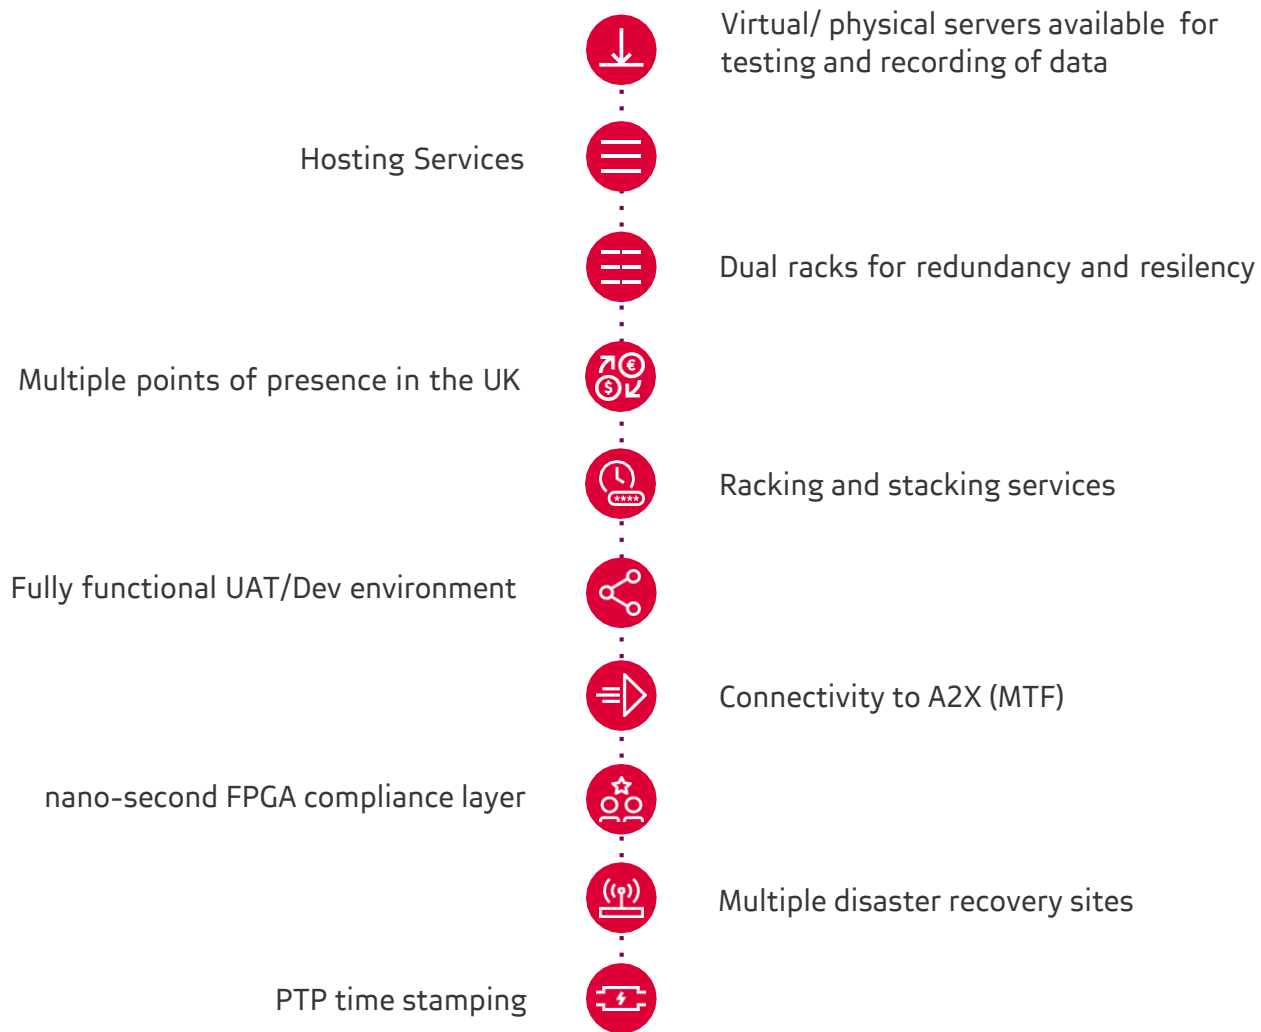 Virtual/ physical servers available for
testing and recording of data
Hosting Services
Dual racks for redundancy and resilency
Multiple points of presence in the UK
€
$
Racking and stacking services
****
Fully functional UAT/Dev environment
Connectivity to A2X (MTF)
nano-second FPGA compliance layer
Multiple disaster recovery sites
PTP time stamping